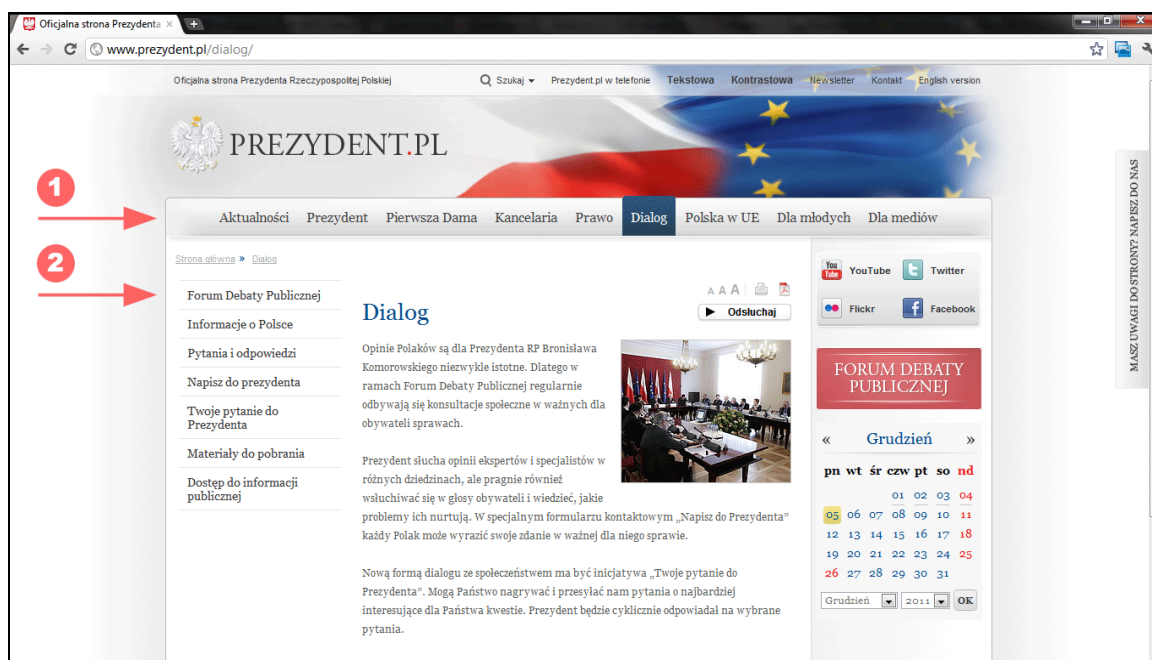 Oficjalna strona Prezydenta
www.prezydent.pl/dialog/
Oficjalna strona Prezydenta Rzeczypospolitej Polskiej Szukaj Prezydent.pl w telefonie Tekstowa Kontrastowa Newsletter Kontakt English version
PREZYDENT.PL
1
Aktualności Prezydent Pierwsza Dama Kancelaria Prawo Dialog Polska w UE Dla młodych Dla mediów
2
Strona główna » Dialog
Forum Debaty Publicznej
Informacje o Polsce
Pytania i odpowiedzi
Napisz do prezydenta
Twoje pytanie do
Prezydenta
Materiały do pobrania
Dostęp do informacji
publicznej
A A A
Dialog
Odsłuchaj
Opinie Polaków są dla Prezydenta RP Bronisława
Komorowskiego niezwykle istotne. Dlatego w
ramach Forum Debaty Publicznej regularnie
odbywają się konsultacje społeczne w ważnych dla
obywateli sprawach.
Prezydent słucha opinii ekspertów i specjalistów w
różnych dziedzinach, ale pragnie również
wsłuchiwać się w głosy obywateli i wiedzieć, jakie
problemy ich nurtują. W specjalnym formularzu kontaktowym „Napisz do Prezydenta”
każdy Polak może wyrazić swoje zdanie w ważnej dla niego sprawie.
Nową formą dialogu ze społeczeństwem ma być inicjatywa „Twoje pytanie do
Prezydenta”. Mogą Państwo nagrywać i przesyłać nam pytania o najbardziej
interesujące dla Państwa kwestie. Prezydent będzie cyklicznie odpowiadał na wybrane
pytania.
You Tube YouTube Twitter
Flickr Facebook
FORUM DEBATY
PUBLICZNEJ
« Grudzień »
pn wt śr czw pt so nd
01 02 03 04
05 06 07 08 09 10 11
12 13 14 15 16 17 18
19 20 21 22 23 24 25
26 27 28 29 30 31
Grudzień 2011 OK
MASZ UWAGI DO STRONY? NAPISZ DO NAS